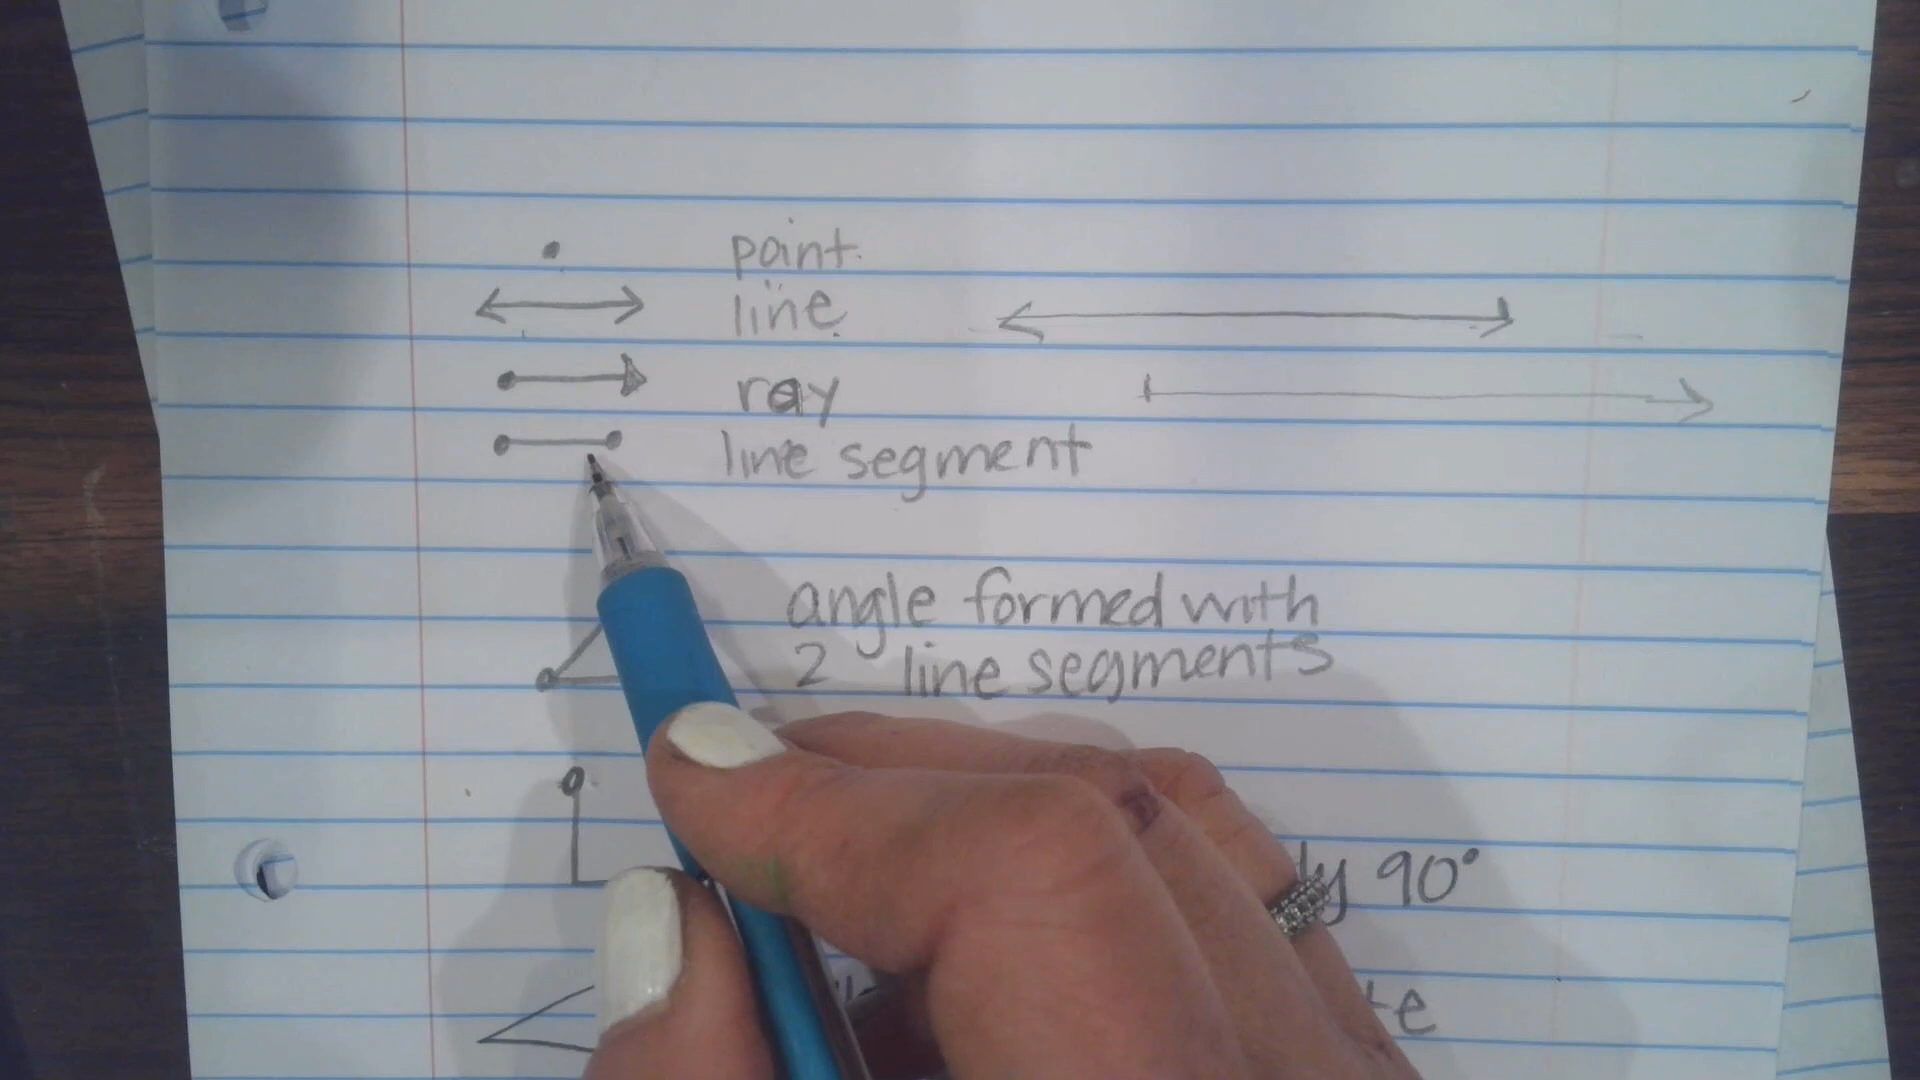 point
line
ray
line segment
angle formed with
2 line segments
90°